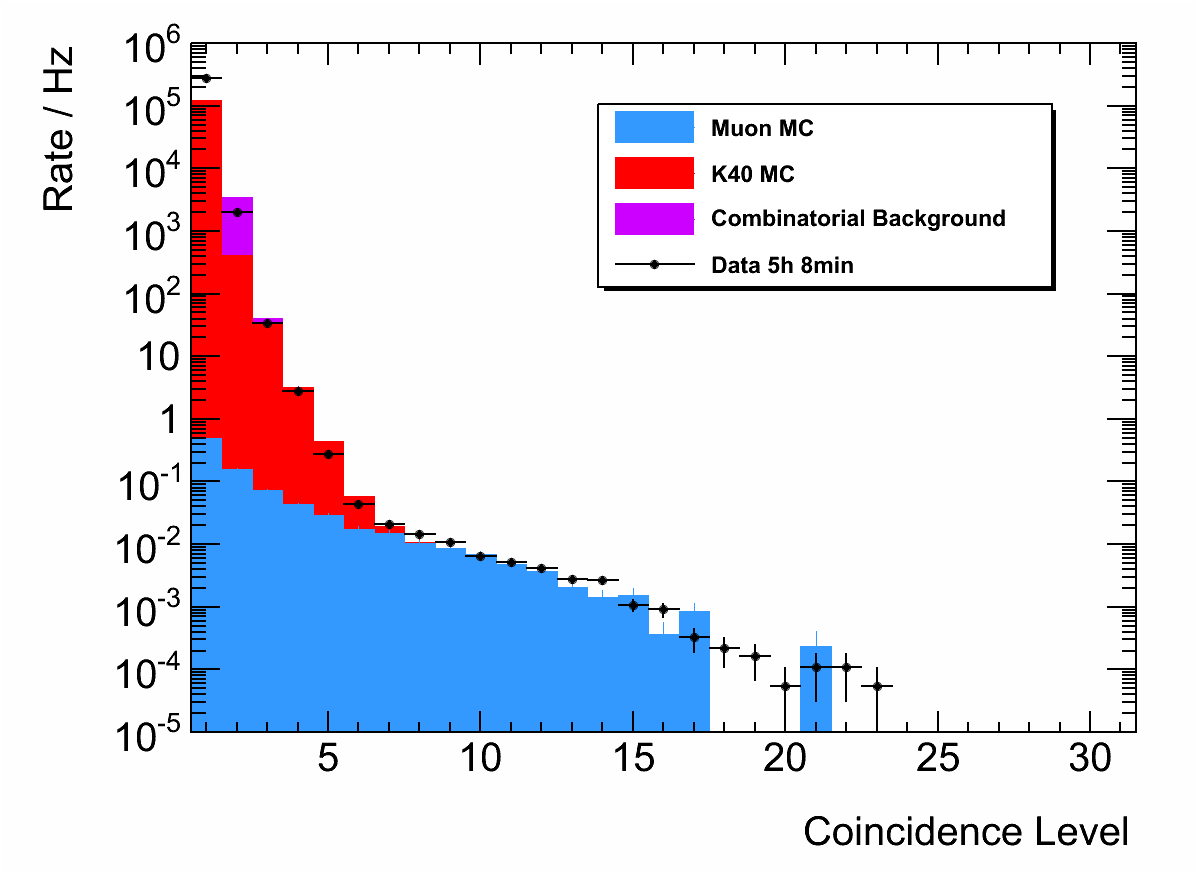 Rate / Hz
10^6
10^5
10^4
10^3
10^2
10
1
10^-1
10^-2
10^-3
10^-4
10^-5
Muon MC
K40 MC
Combinatorial Background
Data 5h 8min
5 10 15 20 25 30
Coincidence Level